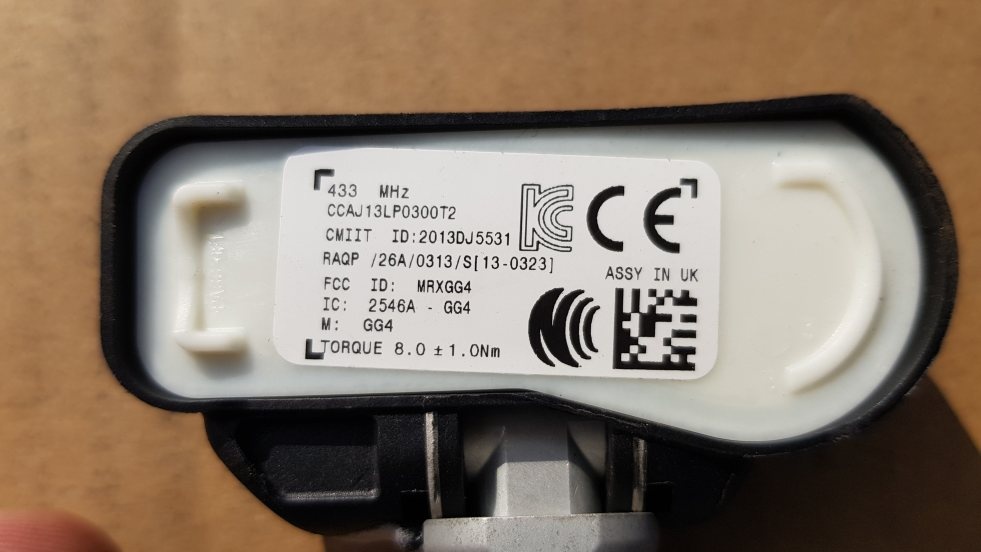 433 MHz
CCAJ13LP0300T2
CMIIT ID:2013DJ5531
RAQP /26A/0313/S[13-0323]
FCC ID: MRXGG4
IC: 2546A - GG4
M: GG4
TORQUE 8.0 ± 1.0Nm
CE
ASSY IN UK